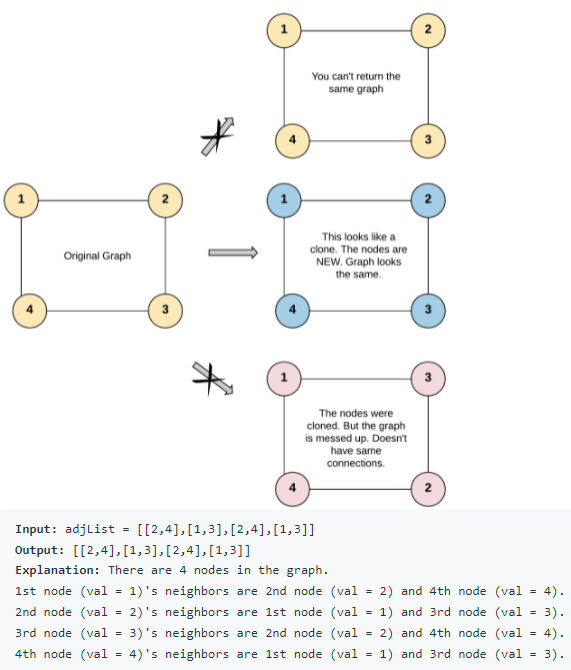 1
2
You can't return the
same graph
4
3
1
2
Original Graph
4
3
1
2
This looks like a
clone. The nodes are
NEW. Graph looks
the same.
4
3
1
3
The nodes were
cloned. But the graph
is messed up. Doesn't
have same
connections.
4
2
Input: adjList = [[2,4],[1,3],[2,4],[1,3]]
Output: [[2,4],[1,3],[2,4],[1,3]]
Explanation: There are 4 nodes in the graph.
1st node (val = 1)'s neighbors are 2nd node (val = 2) and 4th node (val = 4).
2nd node (val = 2)'s neighbors are 1st node (val = 1) and 3rd node (val = 3).
3rd node (val = 3)'s neighbors are 2nd node (val = 2) and 4th node (val = 4).
4th node (val = 4)'s neighbors are 1st node (val = 1) and 3rd node (val = 3).